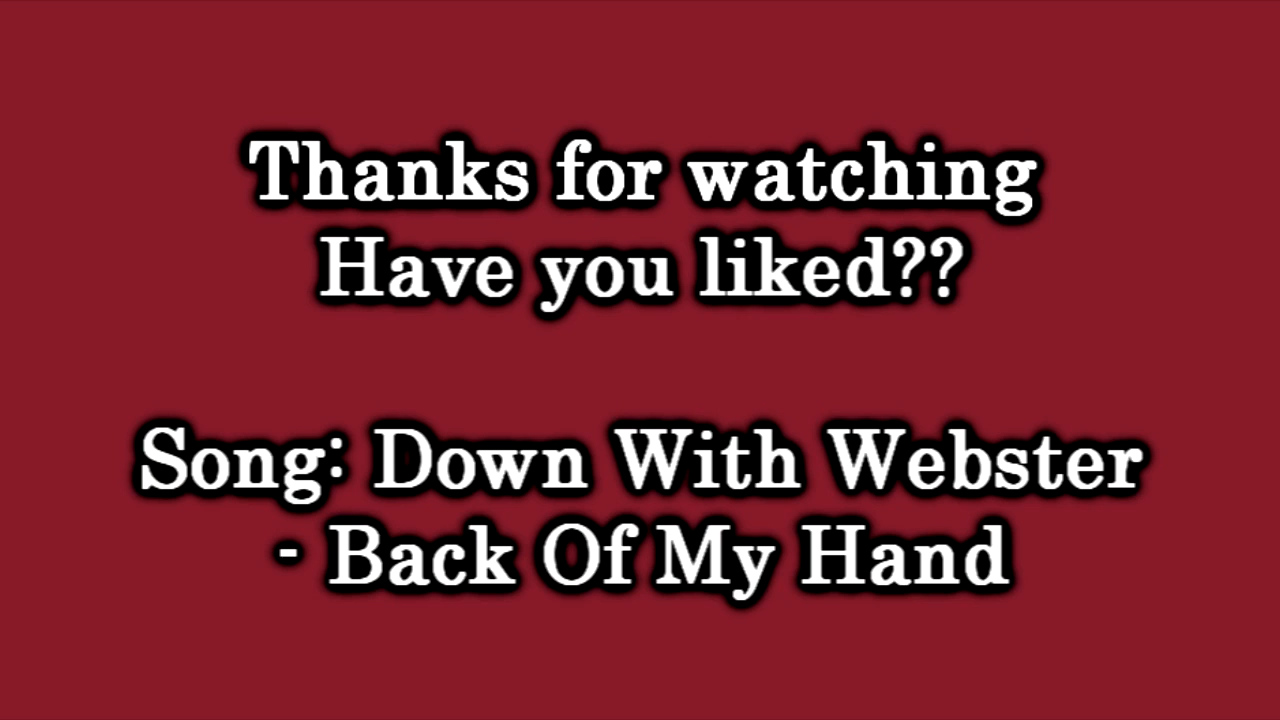 Thanks for watching
Have you liked??
Song: Down With Webster
- Back Of My Hand